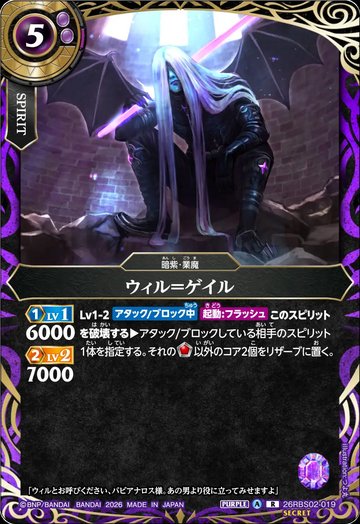 5
SPIRIT
あんし ごうま
暗紫・業魔
ウィル=ゲイル
1 LV1
6000
2 LV2
7000
Lv1-2 アタック/ブロック中 起動:フラッシュ このスピリット
を破壊する▶アタック/ブロックしている相手のスピリット
1体を指定する。それの以外のコア2個をリザーブに置く。
「ウィルとお呼びください、バビアナロス様。あの男より役に立ってみせますよ」
©BNP/BANDAI BANDAI 2026 MADE IN JAPAN PURPLE A R 26RBS02-019
SECRET